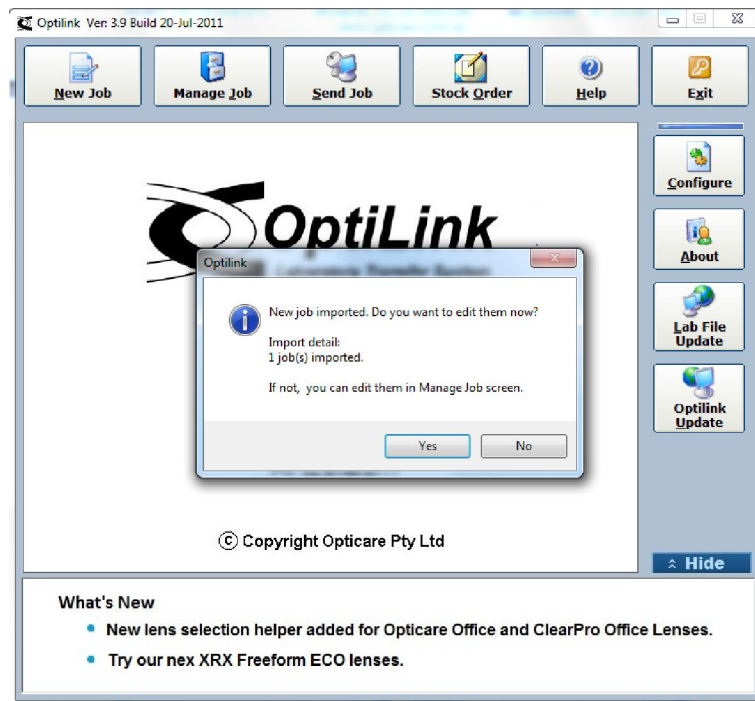 Optilink Ver: 3.9 Build 20-Jul-2011
New Job
Manage Job
Send Job
Stock Order
Help
Exit
OptiLink
Configure
About
Lab File
Update
Optilink
Update
Optilink
New job imported. Do you want to edit them now?
Import detail:
1 job(s) imported.
If not, you can edit them in Manage Job screen.
Yes
No
© Copyright Opticare Pty Ltd
Hide
What's New
New lens selection helper added for Opticare Office and ClearPro Office Lenses.
Try our nex XRX Freeform ECO lenses.